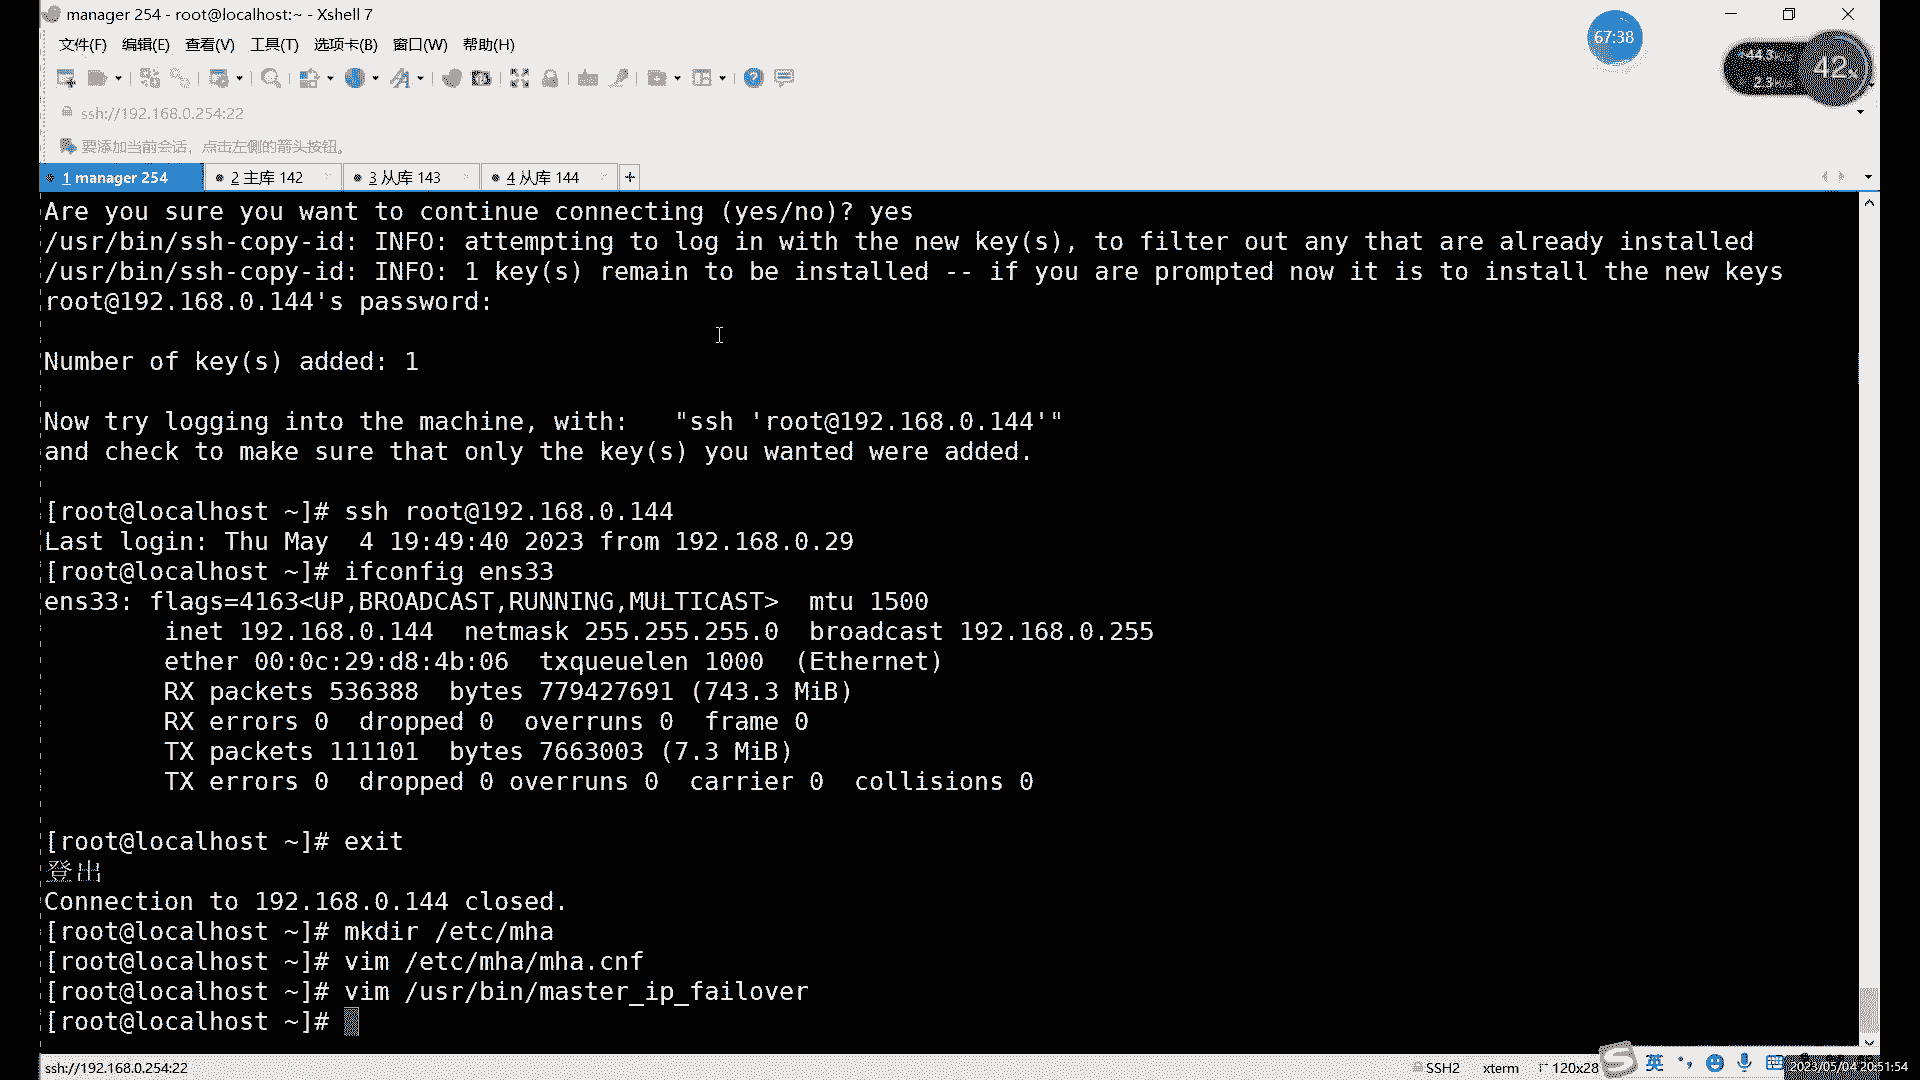 manager 254 - root@localhost:~ - Xshell 7
文件(F) 编辑(E) 查看(V) 工具(T) 选项卡(B) 窗口(W) 帮助(H)
67:38
42%
ssh://192.168.0.254:22
要添加当前会话，点击左侧的箭头按钮。
1 manager 254 2 主库 142 3 从库 143 4 从库 144 +
Are you sure you want to continue connecting (yes/no)? yes
/usr/bin/ssh-copy-id: INFO: attempting to log in with the new key(s), to filter out any that are already installed
/usr/bin/ssh-copy-id: INFO: 1 key(s) remain to be installed -- if you are prompted now it is to install the new keys
root@192.168.0.144's password:
Number of key(s) added: 1
Now try logging into the machine, with:   "ssh 'root@192.168.0.144'"
and check to make sure that only the key(s) you wanted were added.
[root@localhost ~]# ssh root@192.168.0.144
Last login: Thu May  4 19:49:40 2023 from 192.168.0.29
[root@localhost ~]# ifconfig ens33
ens33: flags=4163<UP,BROADCAST,RUNNING,MULTICAST>  mtu 1500
inet 192.168.0.144  netmask 255.255.255.0  broadcast 192.168.0.255
ether 00:0c:29:d8:4b:06  txqueuelen 1000  (Ethernet)
RX packets 536388  bytes 779427691 (743.3 MiB)
RX errors 0  dropped 0  overruns 0  frame 0
TX packets 111101  bytes 7663003 (7.3 MiB)
TX errors 0  dropped 0 overruns 0  carrier 0  collisions 0
[root@localhost ~]# exit
登出
Connection to 192.168.0.144 closed.
[root@localhost ~]# mkdir /etc/mha
[root@localhost ~]# vim /etc/mha/mha.cnf
[root@localhost ~]# vim /usr/bin/master_ip_failover
[root@localhost ~]#
ssh://192.168.0.254:22 SSH2 xterm 120x28 英 2023/05/04 20:51:54